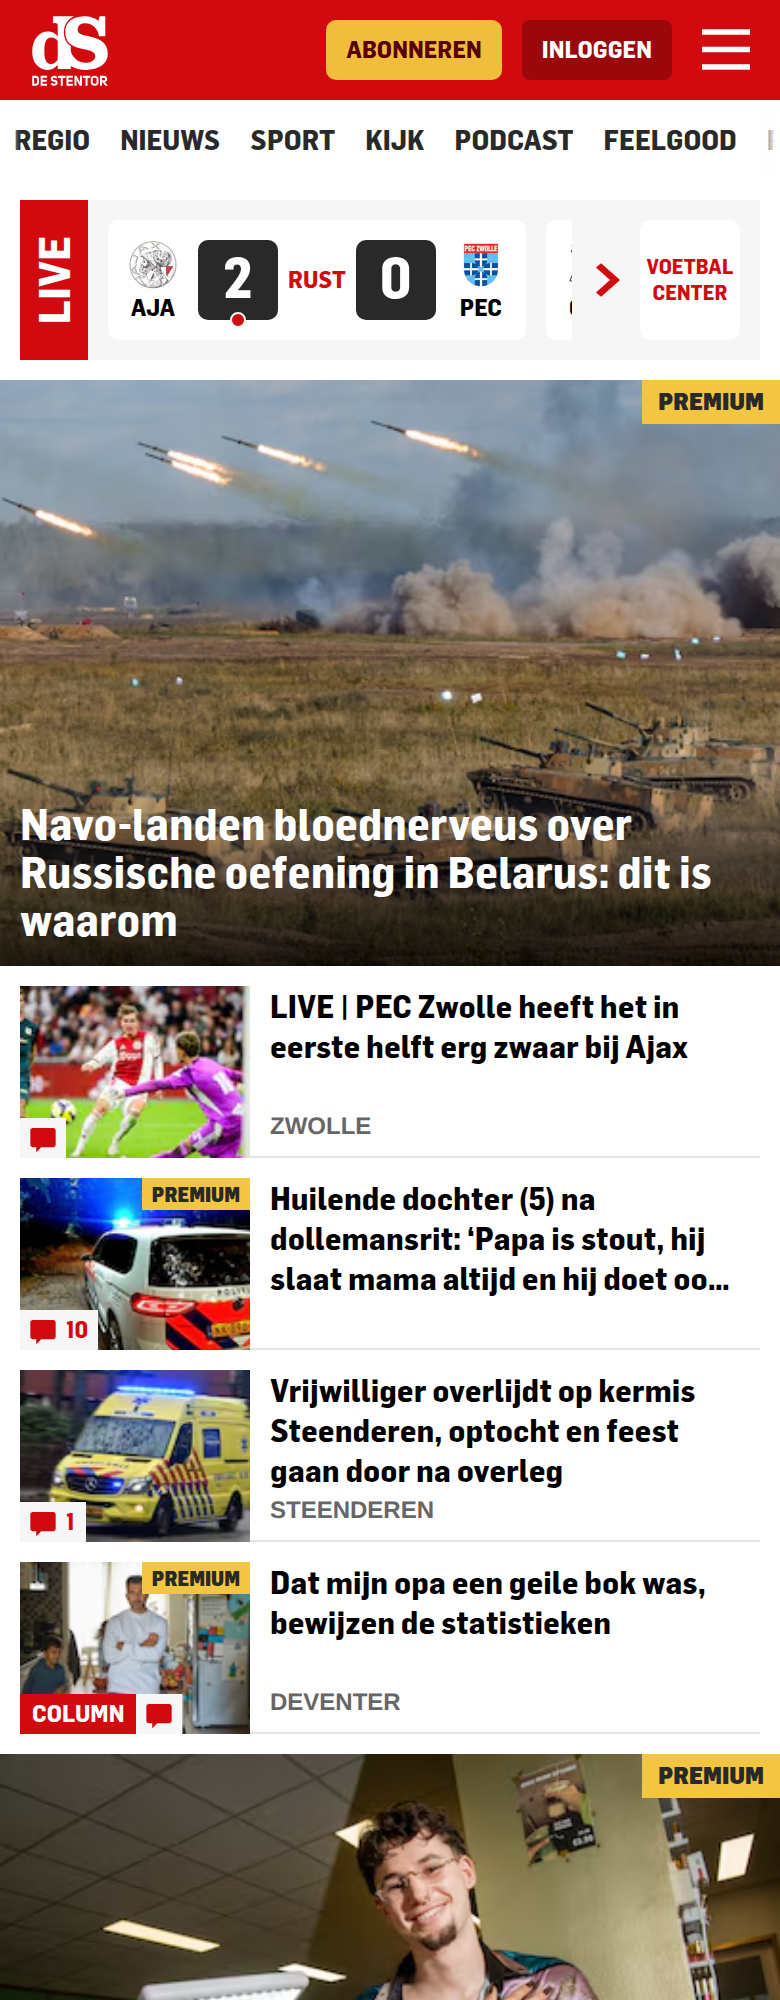 dS
DE STENTOR
ABONNEREN
INLOGGEN
REGIO NIEUWS SPORT KIJK PODCAST FEELGOOD
LIVE
AJA
2
RUST
0
PEC ZWOLLE
PEC
VOETBAL
CENTER
PREMIUM
Navo-landen bloednerveus over
Russische oefening in Belarus: dit is
waarom
LIVE | PEC Zwolle heeft het in
eerste helft erg zwaar bij Ajax
ZWOLLE
PREMIUM
10
Huilende dochter (5) na
dollemansrit: ‘Papa is stout, hij
slaat mama altijd en hij doet oo...
1
Vrijwilliger overlijdt op kermis
Steenderen, optocht en feest
gaan door na overleg
STEENDEREN
PREMIUM
COLUMN
Dat mijn opa een geile bok was,
bewijzen de statistieken
DEVENTER
PREMIUM